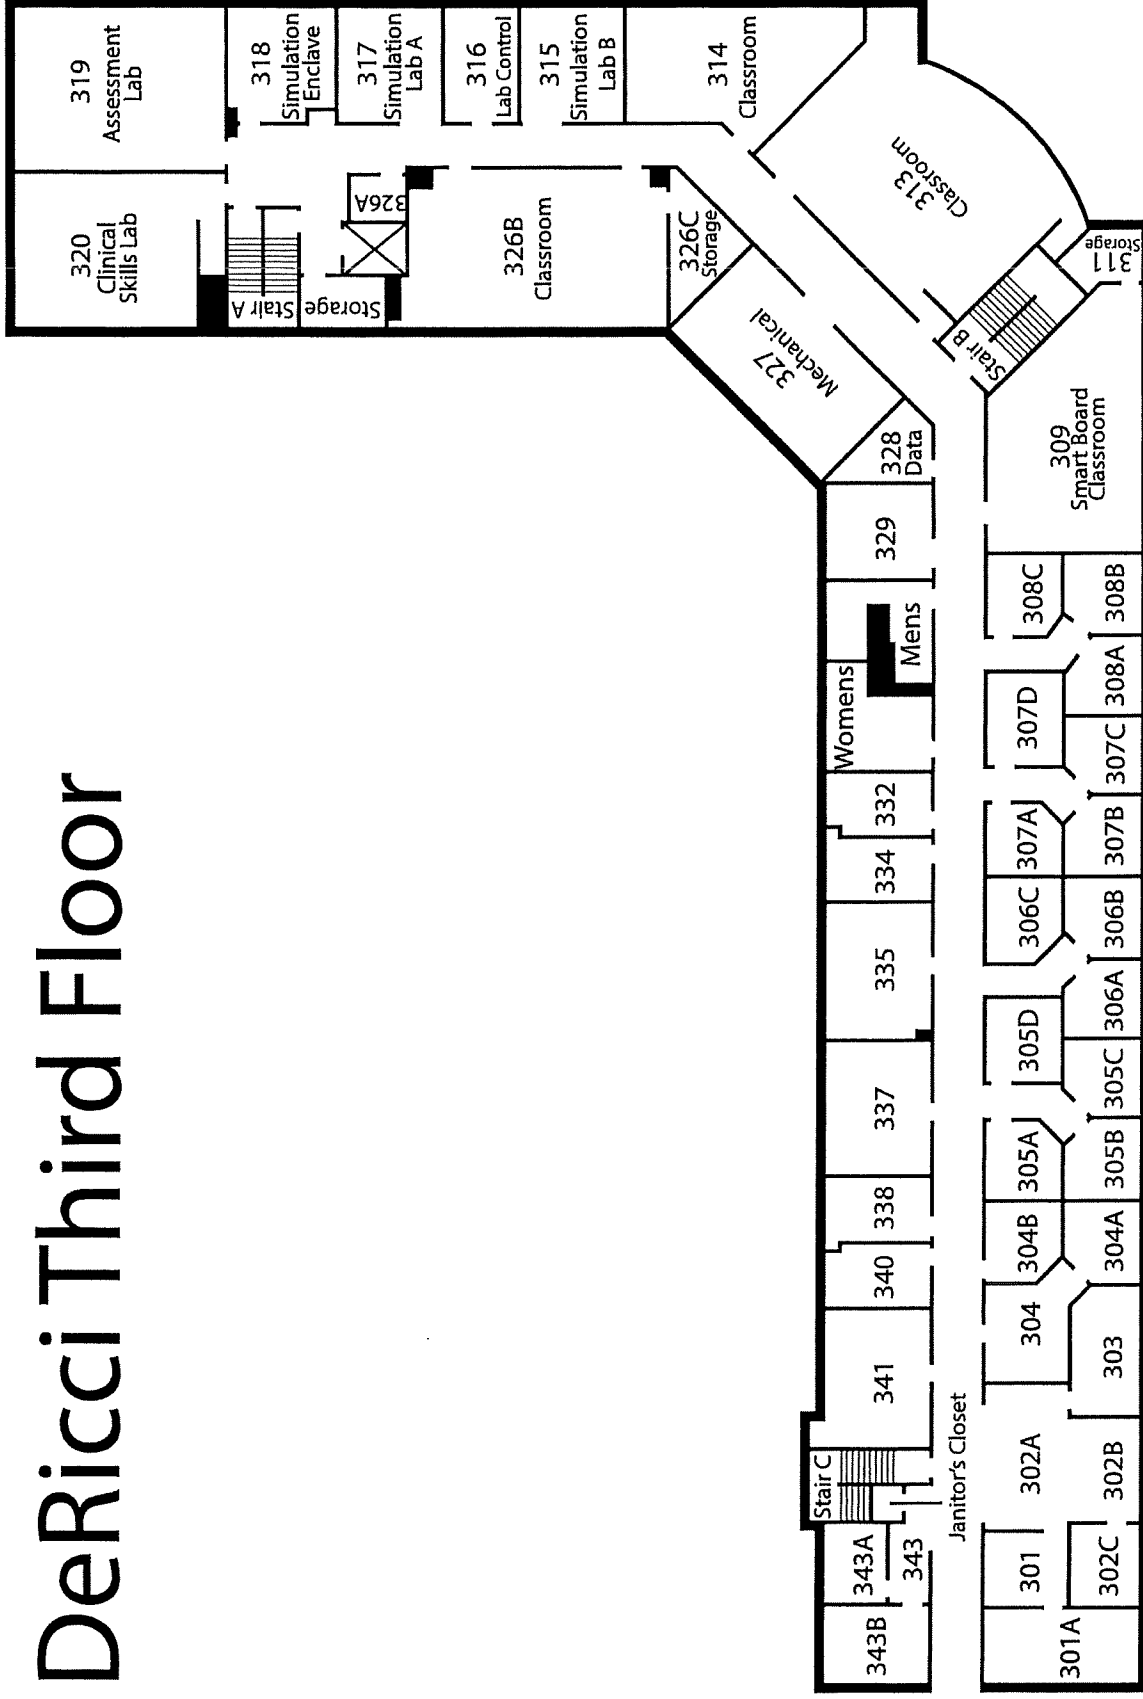 DeRicci Third Floor
319
Assessment
Lab
318
Simulation
Enclave
317
Simulation
Lab A
316
Lab Control
315
Simulation
Lab B
314
Classroom
313
Classroom
320
Clinical
Skills Lab
Stair A
Storage
326A
326B
Classroom
326C
Storage
327
Mechanical
328
Data
Stair B
311
Storage
309
Smart Board
Classroom
329
Mens
Womens
332
334
335
337
338
340
341
Stair C
Janitor's Closet
343A
343
343B
308C
308B
308A
307D
307C
307A
307B
306C
306B
306A
305D
305C
305A
305B
304B
304A
304
303
302A
302B
301
302C
301A